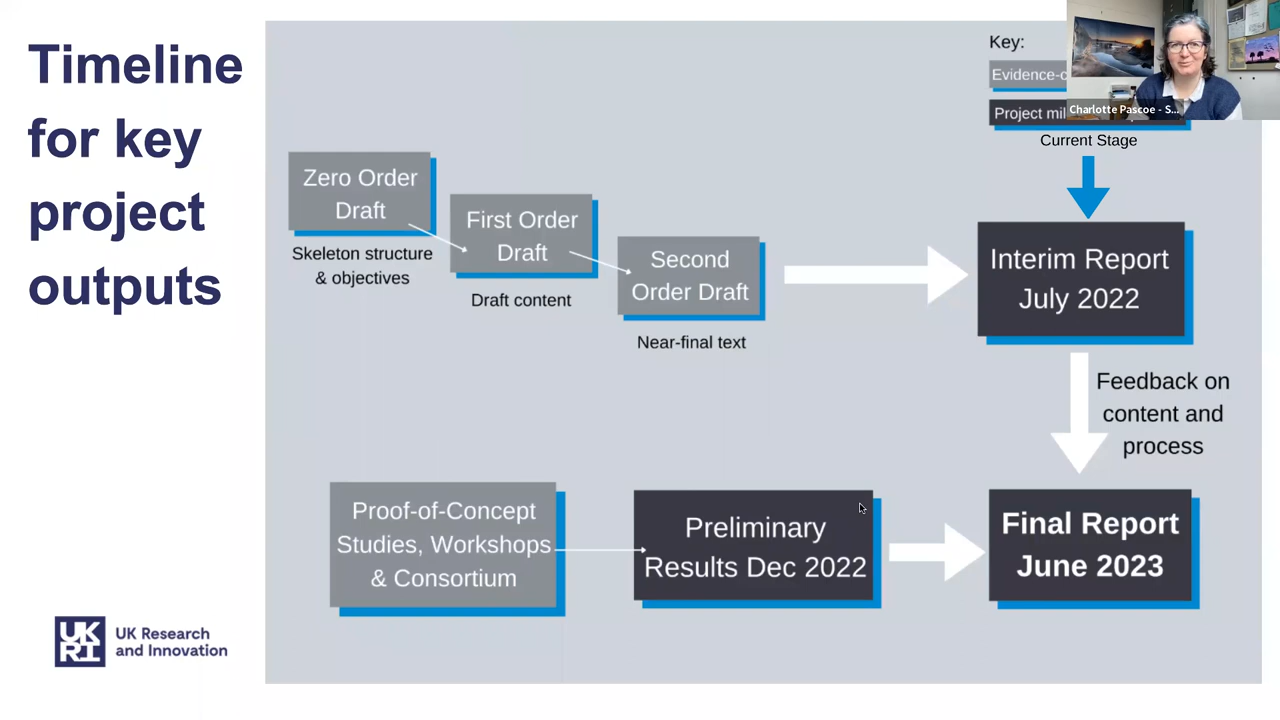 Timeline
for key
project
outputs
Key:
Evidence-c
Project mil
Charlotte Pascoe - S...
Current Stage
Zero Order
Draft
Skeleton structure
& objectives
First Order
Draft
Draft content
Second
Order Draft
Near-final text
Interim Report
July 2022
Feedback on
content and
process
Proof-of-Concept
Studies, Workshops
& Consortium
Preliminary
Results Dec 2022
Final Report
June 2023
UK
RI
UK Research
and Innovation